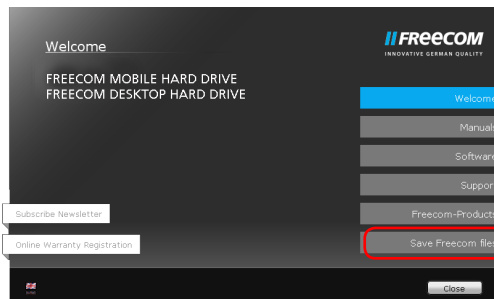 Welcome
FREECOM
INNOVATIVE GERMAN QUALITY
FREECOM MOBILE HARD DRIVE
FREECOM DESKTOP HARD DRIVE
Welcome
Manuals
Software
Suppor
Freecom-Products
Save Freecom files
Subscribe Newsletter
Online Warranty Registration
Close